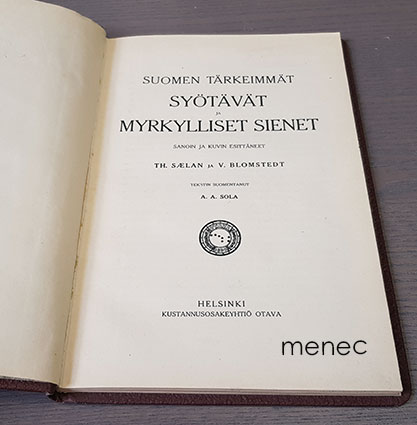 SUOMEN TÄRKEIMMÄT
SYÖTÄVÄT
JA
MYRKYLLISET SIENET
SANOIN JA KUVIN ESITTÄNEET
TH. SÆLAN JA V. BLOMSTEDT
TEKSTIN SUOMENTANUT
A. A. SOLA
HELSINKI
KUSTANNUSOSAKEYHTIÖ OTAVA
menec